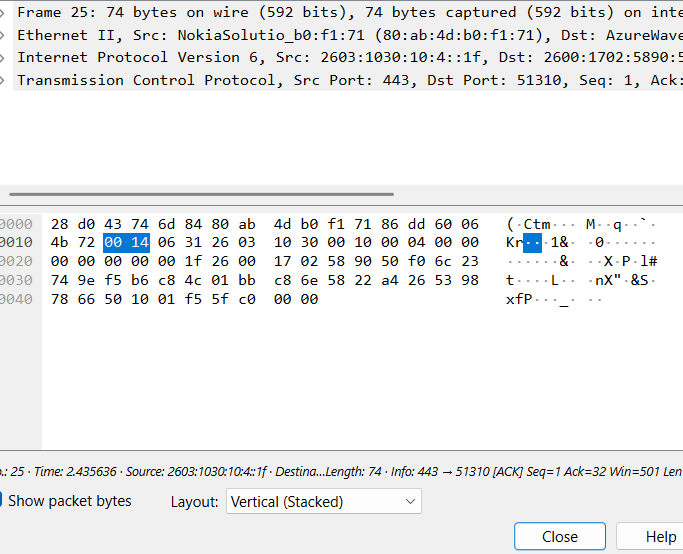 Frame 25: 74 bytes on wire (592 bits), 74 bytes captured (592 bits) on inte
Ethernet II, Src: NokiaSolutio_b0:f1:71 (80:ab:4d:b0:f1:71), Dst: AzureWave
Internet Protocol Version 6, Src: 2603:1030:10:4::1f, Dst: 2600:1702:5890:5
Transmission Control Protocol, Src Port: 443, Dst Port: 51310, Seq: 1, Ack:
0000 28 d0 43 74 6d 84 80 ab 4d b0 f1 71 86 dd 60 06 (·Ctm··· M··q··`·
0010 4b 72 00 14 06 31 26 03 10 30 00 10 00 04 00 00 Kr···1&· ·0······
0020 00 00 00 00 00 1f 26 00 17 02 58 90 50 f0 6c 23 ······&· ··X·P·l#
0030 74 9e f5 b6 c8 4c 01 bb c8 6e 58 22 a4 26 53 98 t····L·· ·nX"·&S·
0040 78 66 50 10 01 f5 5f c0 00 00 xfP···_· ··
o.: 25 · Time: 2.435636 · Source: 2603:1030:10:4::1f · Destina...Length: 74 · Info: 443 → 51310 [ACK] Seq=1 Ack=32 Win=501 Len
Show packet bytes Layout: Vertical (Stacked)
Close Help